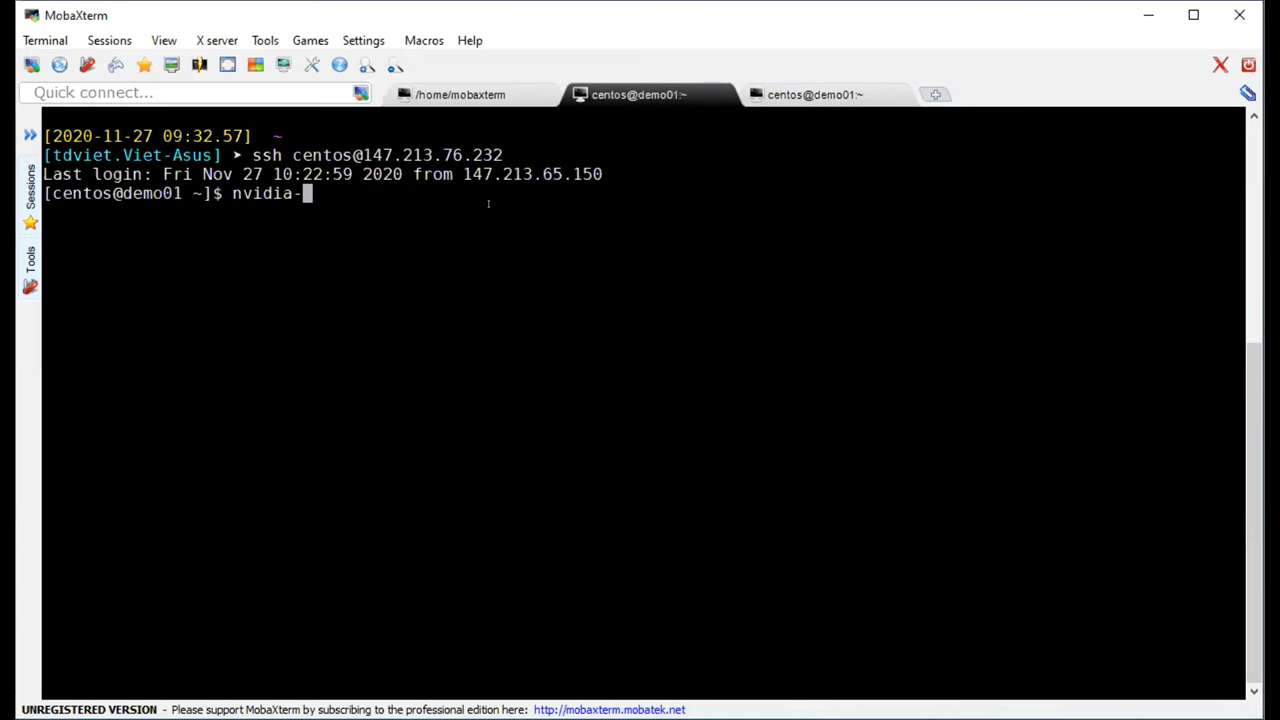 MobaXterm
Terminal Sessions View X server Tools Games Settings Macros Help
Quick connect...
/home/mobaxterm
centos@demo01:~
centos@demo01:~
Sessions
Tools
[2020-11-27 09:32.57] ~
[tdviet.Viet-Asus] ➤ ssh centos@147.213.76.232
Last login: Fri Nov 27 10:22:59 2020 from 147.213.65.150
[centos@demo01 ~]$ nvidia-
UNREGISTERED VERSION - Please support MobaXterm by subscribing to the professional edition here: http://mobaxterm.mobatek.net